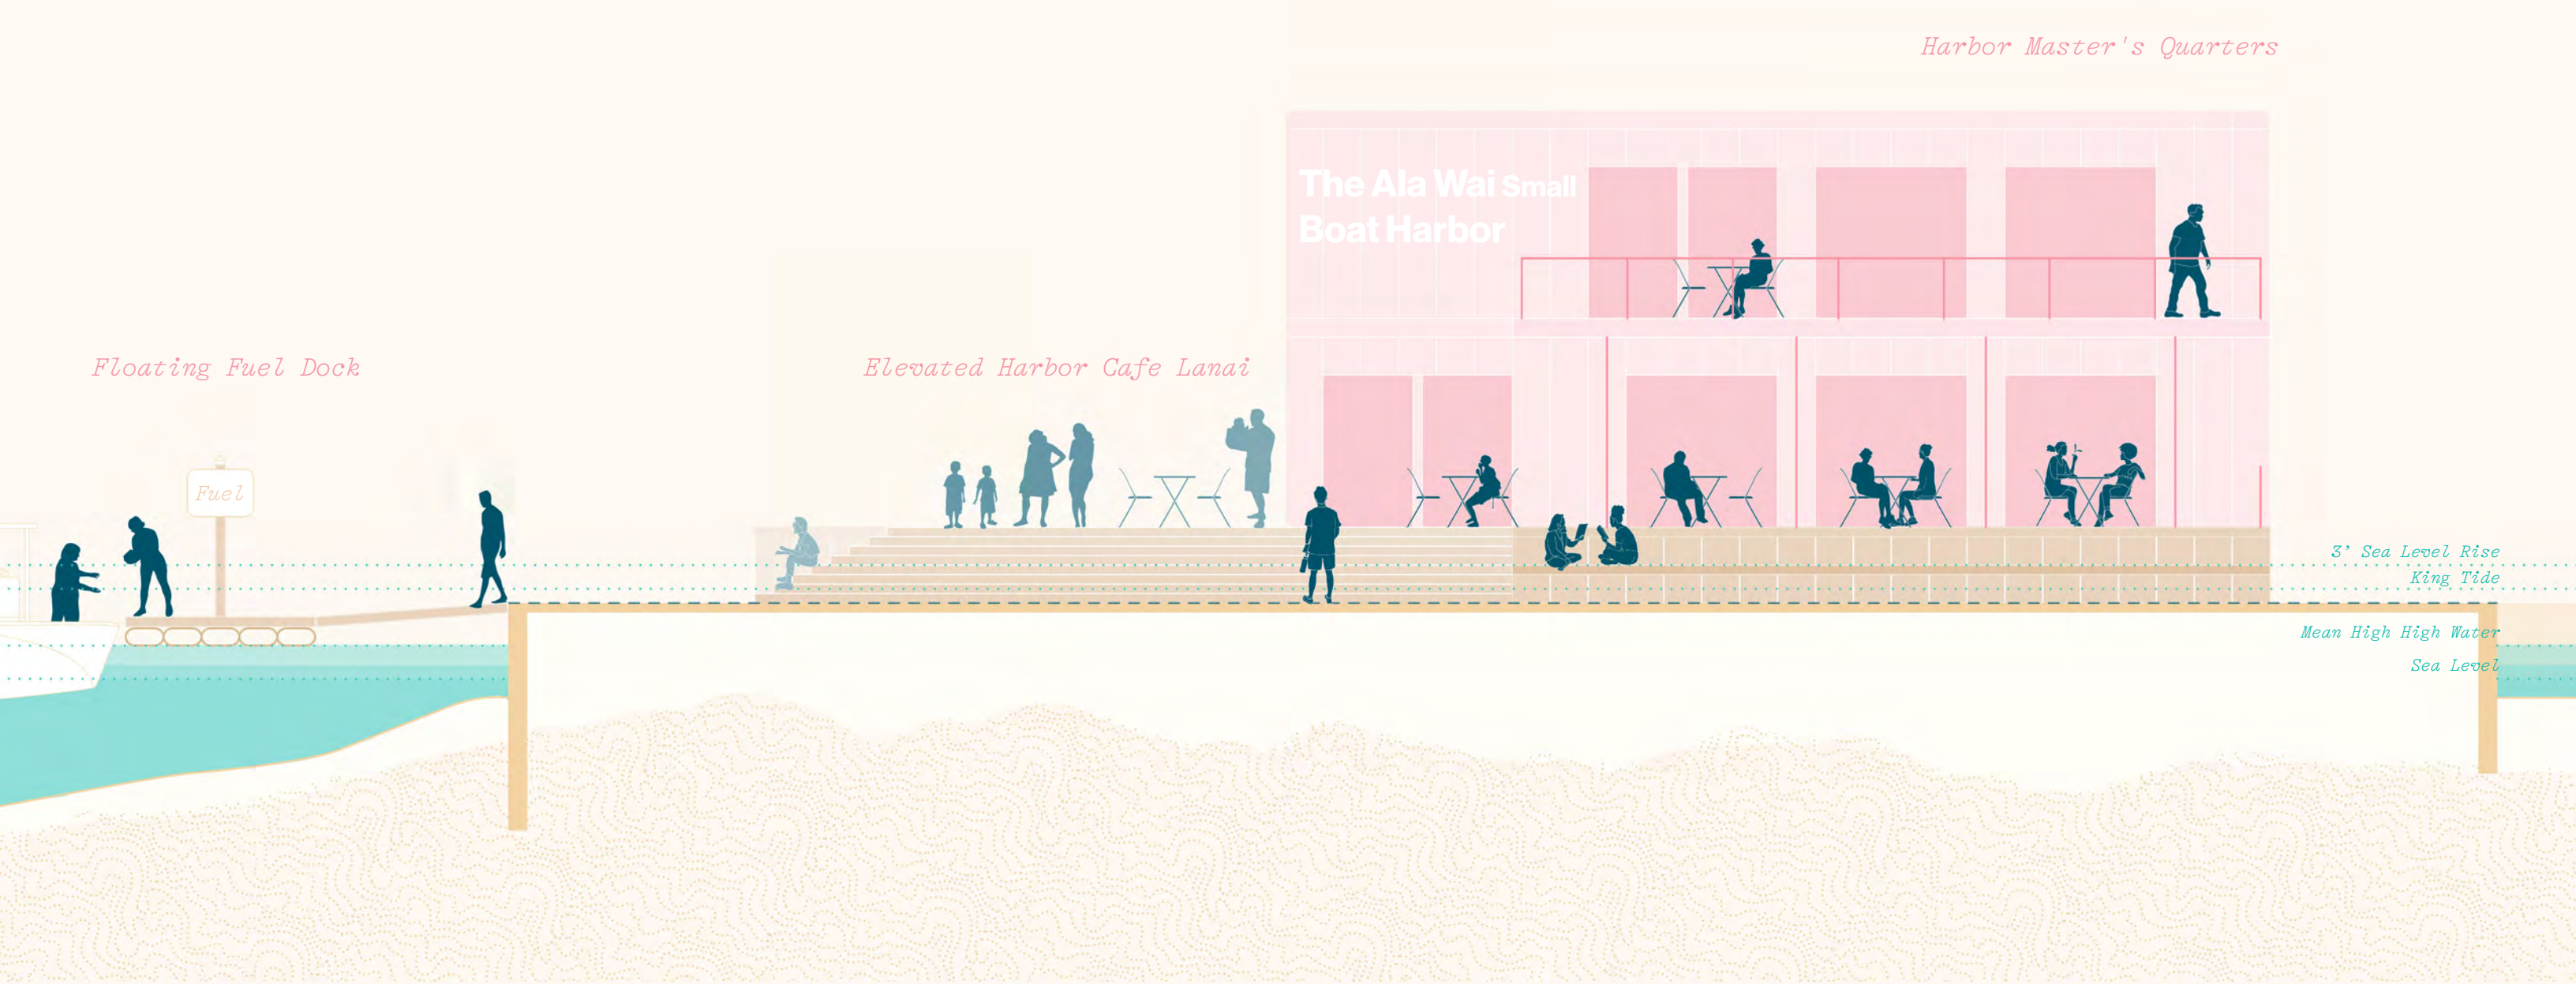 Harbor Master's Quarters
The Ala Wai Small
Boat Harbor
Floating Fuel Dock
Elevated Harbor Cafe Lanai
Fuel
3’ Sea Level Rise
King Tide
Mean High High Water
Sea Level